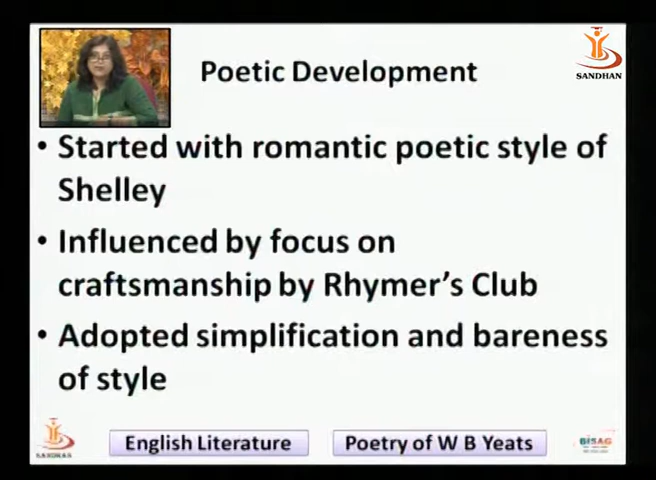 Poetic Development
SANDHAN
• Started with romantic poetic style of
Shelley
• Influenced by focus on
craftsmanship by Rhymer's Club
• Adopted simplification and bareness
of style
SANDHAN
English Literature
Poetry of W B Yeats
BISAG